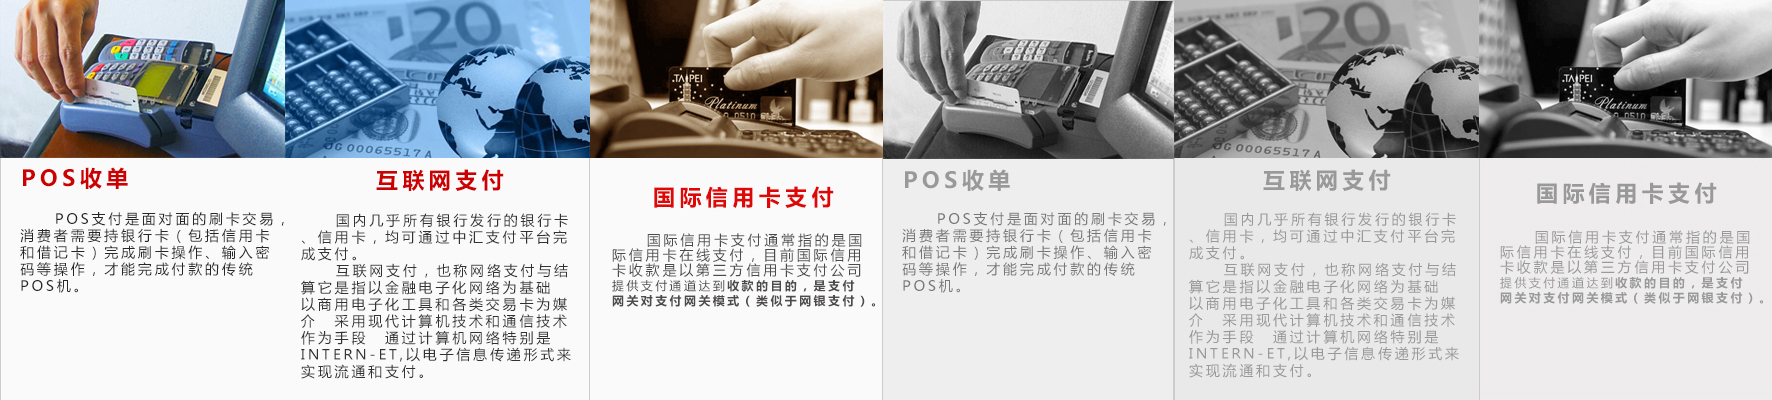 TAIPEI
Platinum
0510
OG 00065517 A
20
TAIPEI
Platinum
0510
OG 00065517 A
20
POS收单
POS支付是面对面的刷卡交易，
消费者需要持银行卡（包括信用卡
和借记卡）完成刷卡操作、输入密
码等操作，才能完成付款的传统
POS机。
互联网支付
国内几乎所有银行发行的银行卡
、信用卡，均可通过中汇支付平台完
成支付。
互联网支付，也称网络支付与结
算它是指以金融电子化网络为基础
以商用电子化工具和各类交易卡为媒
介 采用现代计算机技术和通信技术
作为手段 通过计算机网络特别是
INTERN-ET,以电子信息传递形式来
实现流通和支付。
国际信用卡支付
国际信用卡支付通常指的是国
际信用卡在线支付，目前国际信用
卡收款是以第三方信用卡支付公司
提供支付通道达到收款的目的，是支付
网关对支付网关模式（类似于网银支付）。
POS收单
POS支付是面对面的刷卡交易，
消费者需要持银行卡（包括信用卡
和借记卡）完成刷卡操作、输入密
码等操作，才能完成付款的传统
POS机。
互联网支付
国内几乎所有银行发行的银行卡
、信用卡，均可通过中汇支付平台完
成支付。
互联网支付，也称网络支付与结
算它是指以金融电子化网络为基础
以商用电子化工具和各类交易卡为媒
介 采用现代计算机技术和通信技术
作为手段 通过计算机网络特别是
INTERN-ET,以电子信息传递形式来
实现流通和支付。
国际信用卡支付
国际信用卡支付通常指的是国
际信用卡在线支付，目前国际信用
卡收款是以第三方信用卡支付公司
提供支付通道达到收款的目的，是支付
网关对支付网关模式（类似于网银支付）。